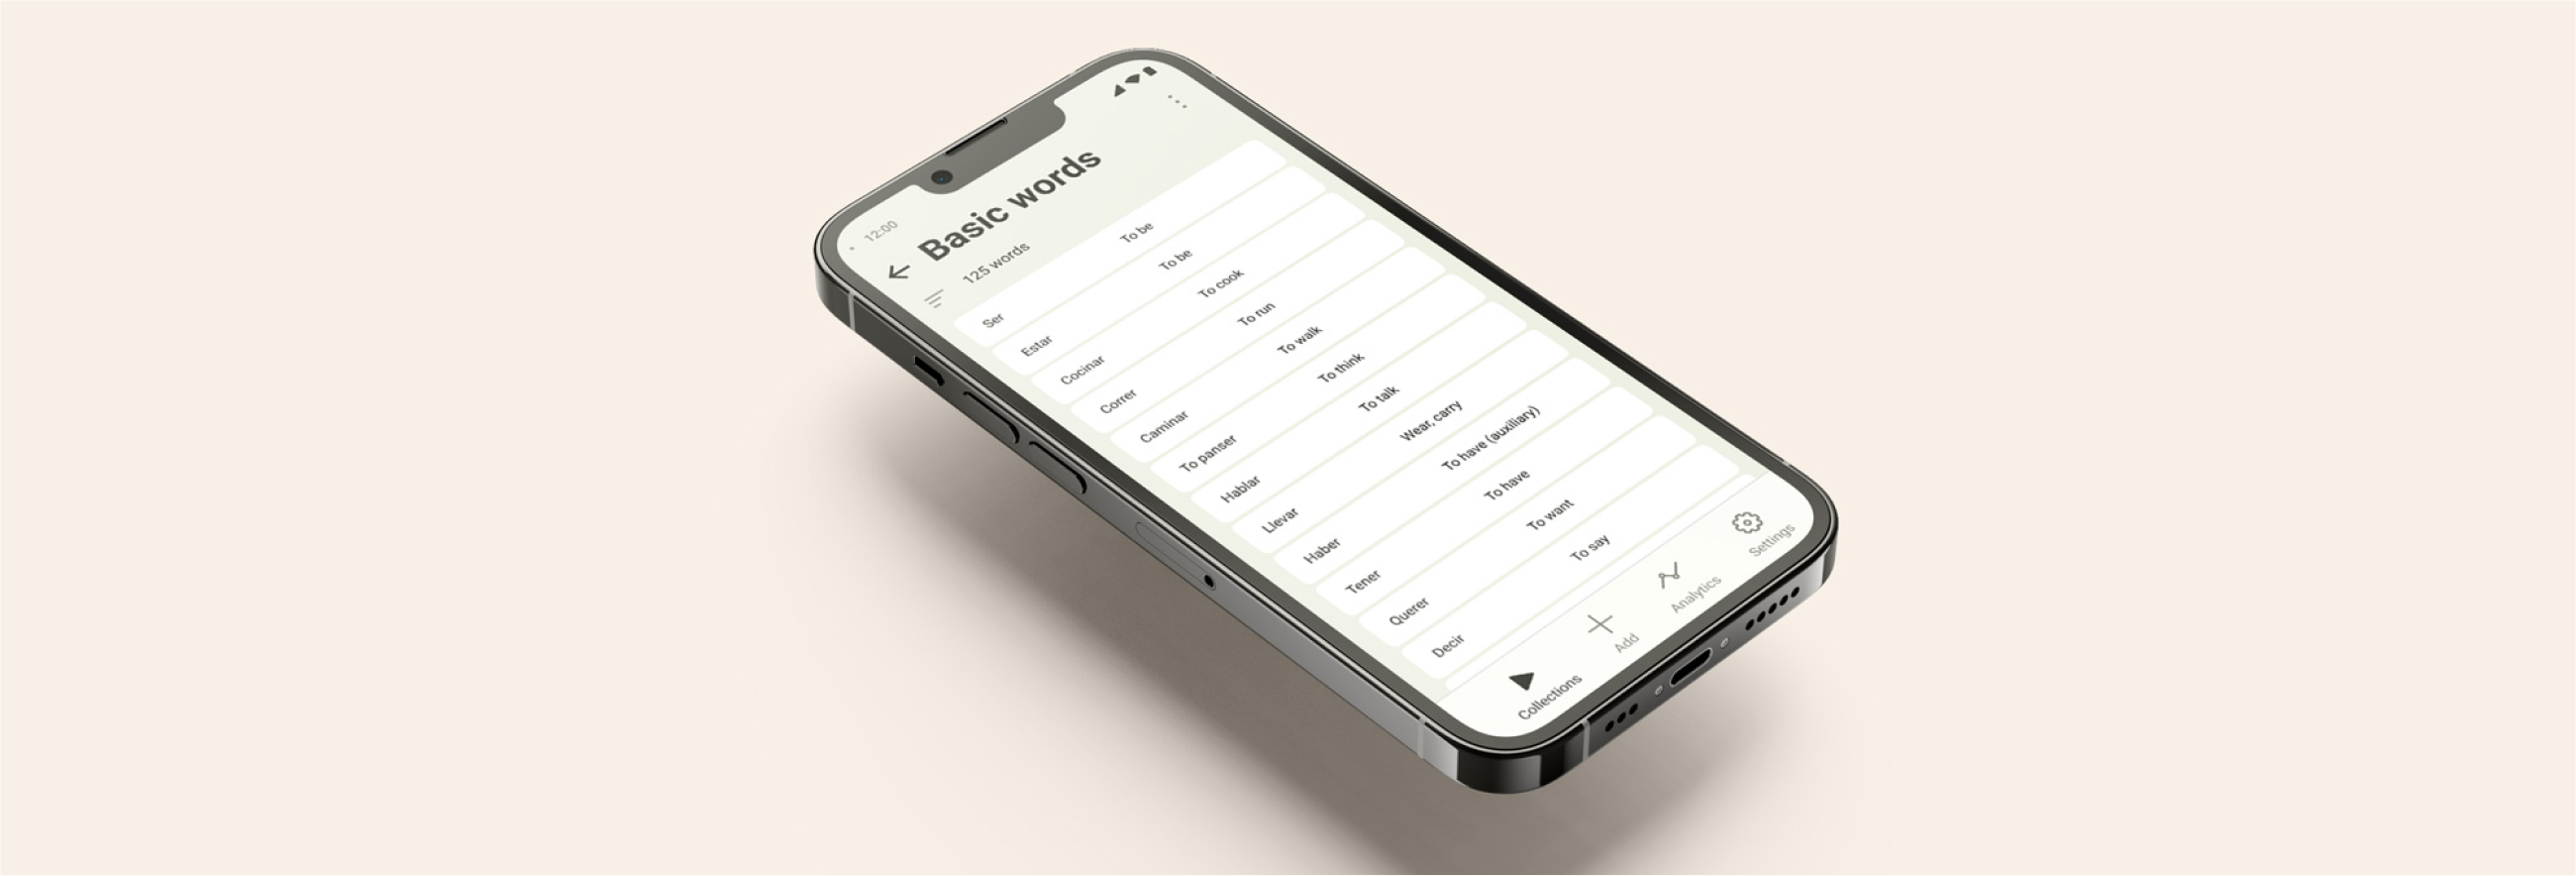 12:00
Basic words
125 words
Ser To be
Estar To be
Cocinar To cook
Correr To run
Caminar To walk
To panser To think
Hablar To talk
Llevar Wear, carry
Haber To have (auxiliary)
Tener To have
Querer To want
Decir To say
Collections Add Analytics Settings